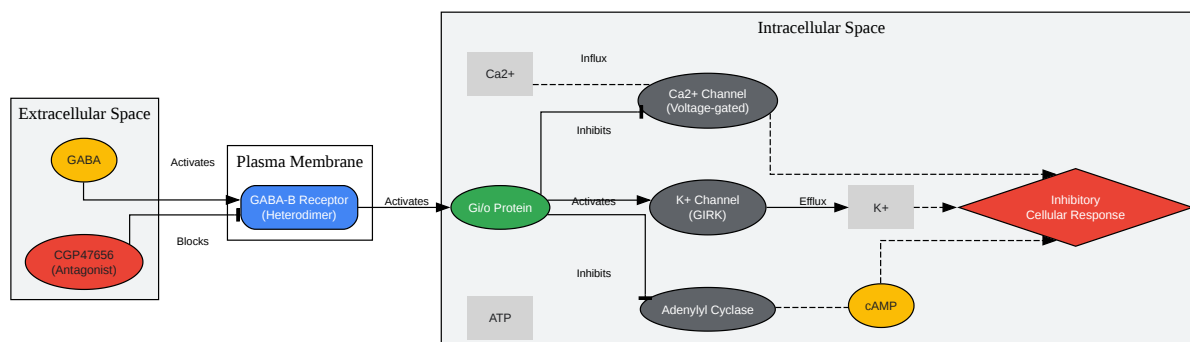 Intracellular Space
Extracellular Space
Plasma Membrane
GABA
Activates
CGP47656
(Antagonist)
Blocks
GABA-B Receptor
(Heterodimer)
Activates
Gi/o Protein
Ca2+
Influx
Ca2+ Channel
(Voltage-gated)
Inhibits
Activates
K+ Channel
(GIRK)
Efflux
K+
Inhibitory
Cellular Response
Inhibits
ATP
Adenylyl Cyclase
cAMP